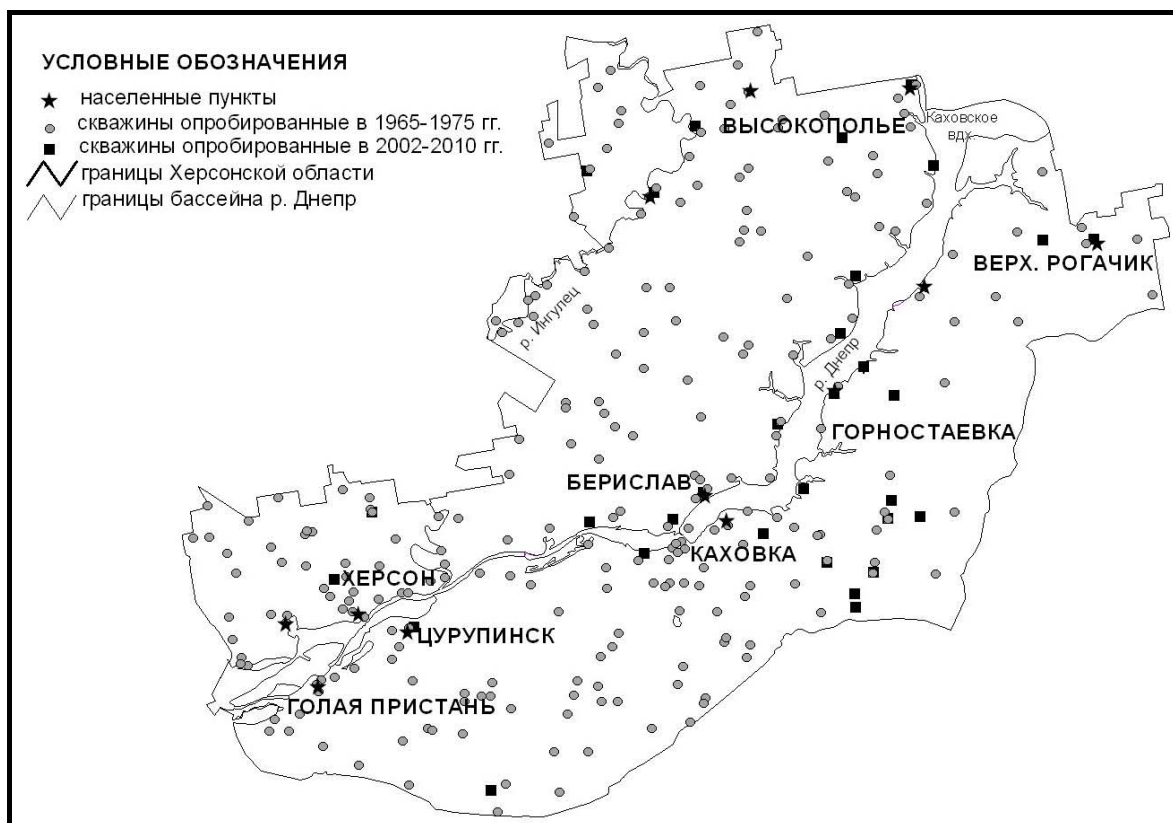 УСЛОВНЫЕ ОБОЗНАЧЕНИЯ
населенные пункты
скважины опробированные в 1965-1975 гг.
скважины опробированные в 2002-2010 гг.
границы Херсонской области
границы бассейна р. Днепр
ВЫСОКОПОЛЬЕ
Каховское
вдх.
ВЕРХ. РОГАЧИК
р. Ингулец
р. Днепр
ГОРНОСТАЕВКА
БЕРИСЛАВ
КАХОВКА
ХЕРСОН
ЦУРУПИНСК
ГОЛАЯ ПРИСТАНЬ